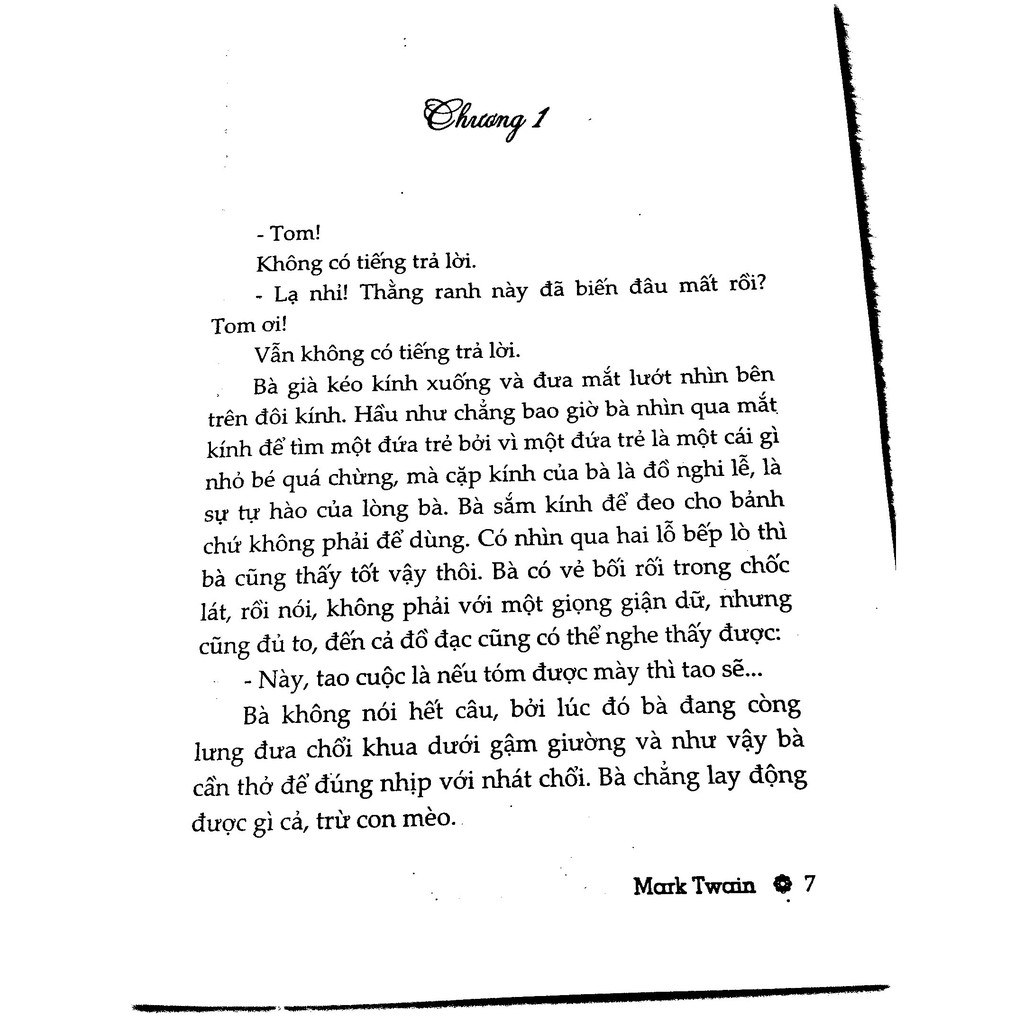 Chương 1
- Tom!
Không có tiếng trả lời.
- Lạ nhỉ! Thằng ranh này đã biến đâu mất rồi?
Tom ơi!
Vẫn không có tiếng trả lời.
Bà già kéo kính xuống và đưa mắt lướt nhìn bên
trên đôi kính. Hầu như chẳng bao giờ bà nhìn qua mắt
kính để tìm một đứa trẻ bởi vì một đứa trẻ là một cái gì
nhỏ bé quá chừng, mà cặp kính của bà là đồ nghi lễ, là
sự tự hào của lòng bà. Bà sắm kính để đeo cho bảnh
chứ không phải để dùng. Có nhìn qua hai lỗ bếp lò thì
bà cũng thấy tốt vậy thôi. Bà có vẻ bối rối trong chốc
lát, rồi nói, không phải với một giọng giận dữ, nhưng
cũng đủ to, đến cả đồ đạc cũng có thể nghe thấy được:
- Này, tao cuộc là nếu tóm được mày thì tao sẽ...
Bà không nói hết câu, bởi lúc đó bà đang còng
lưng đưa chổi khua dưới gậm giường và như vậy bà
cần thở để đúng nhịp với nhát chổi. Bà chẳng lay động
được gì cả, trừ con mèo.
Mark Twain 7